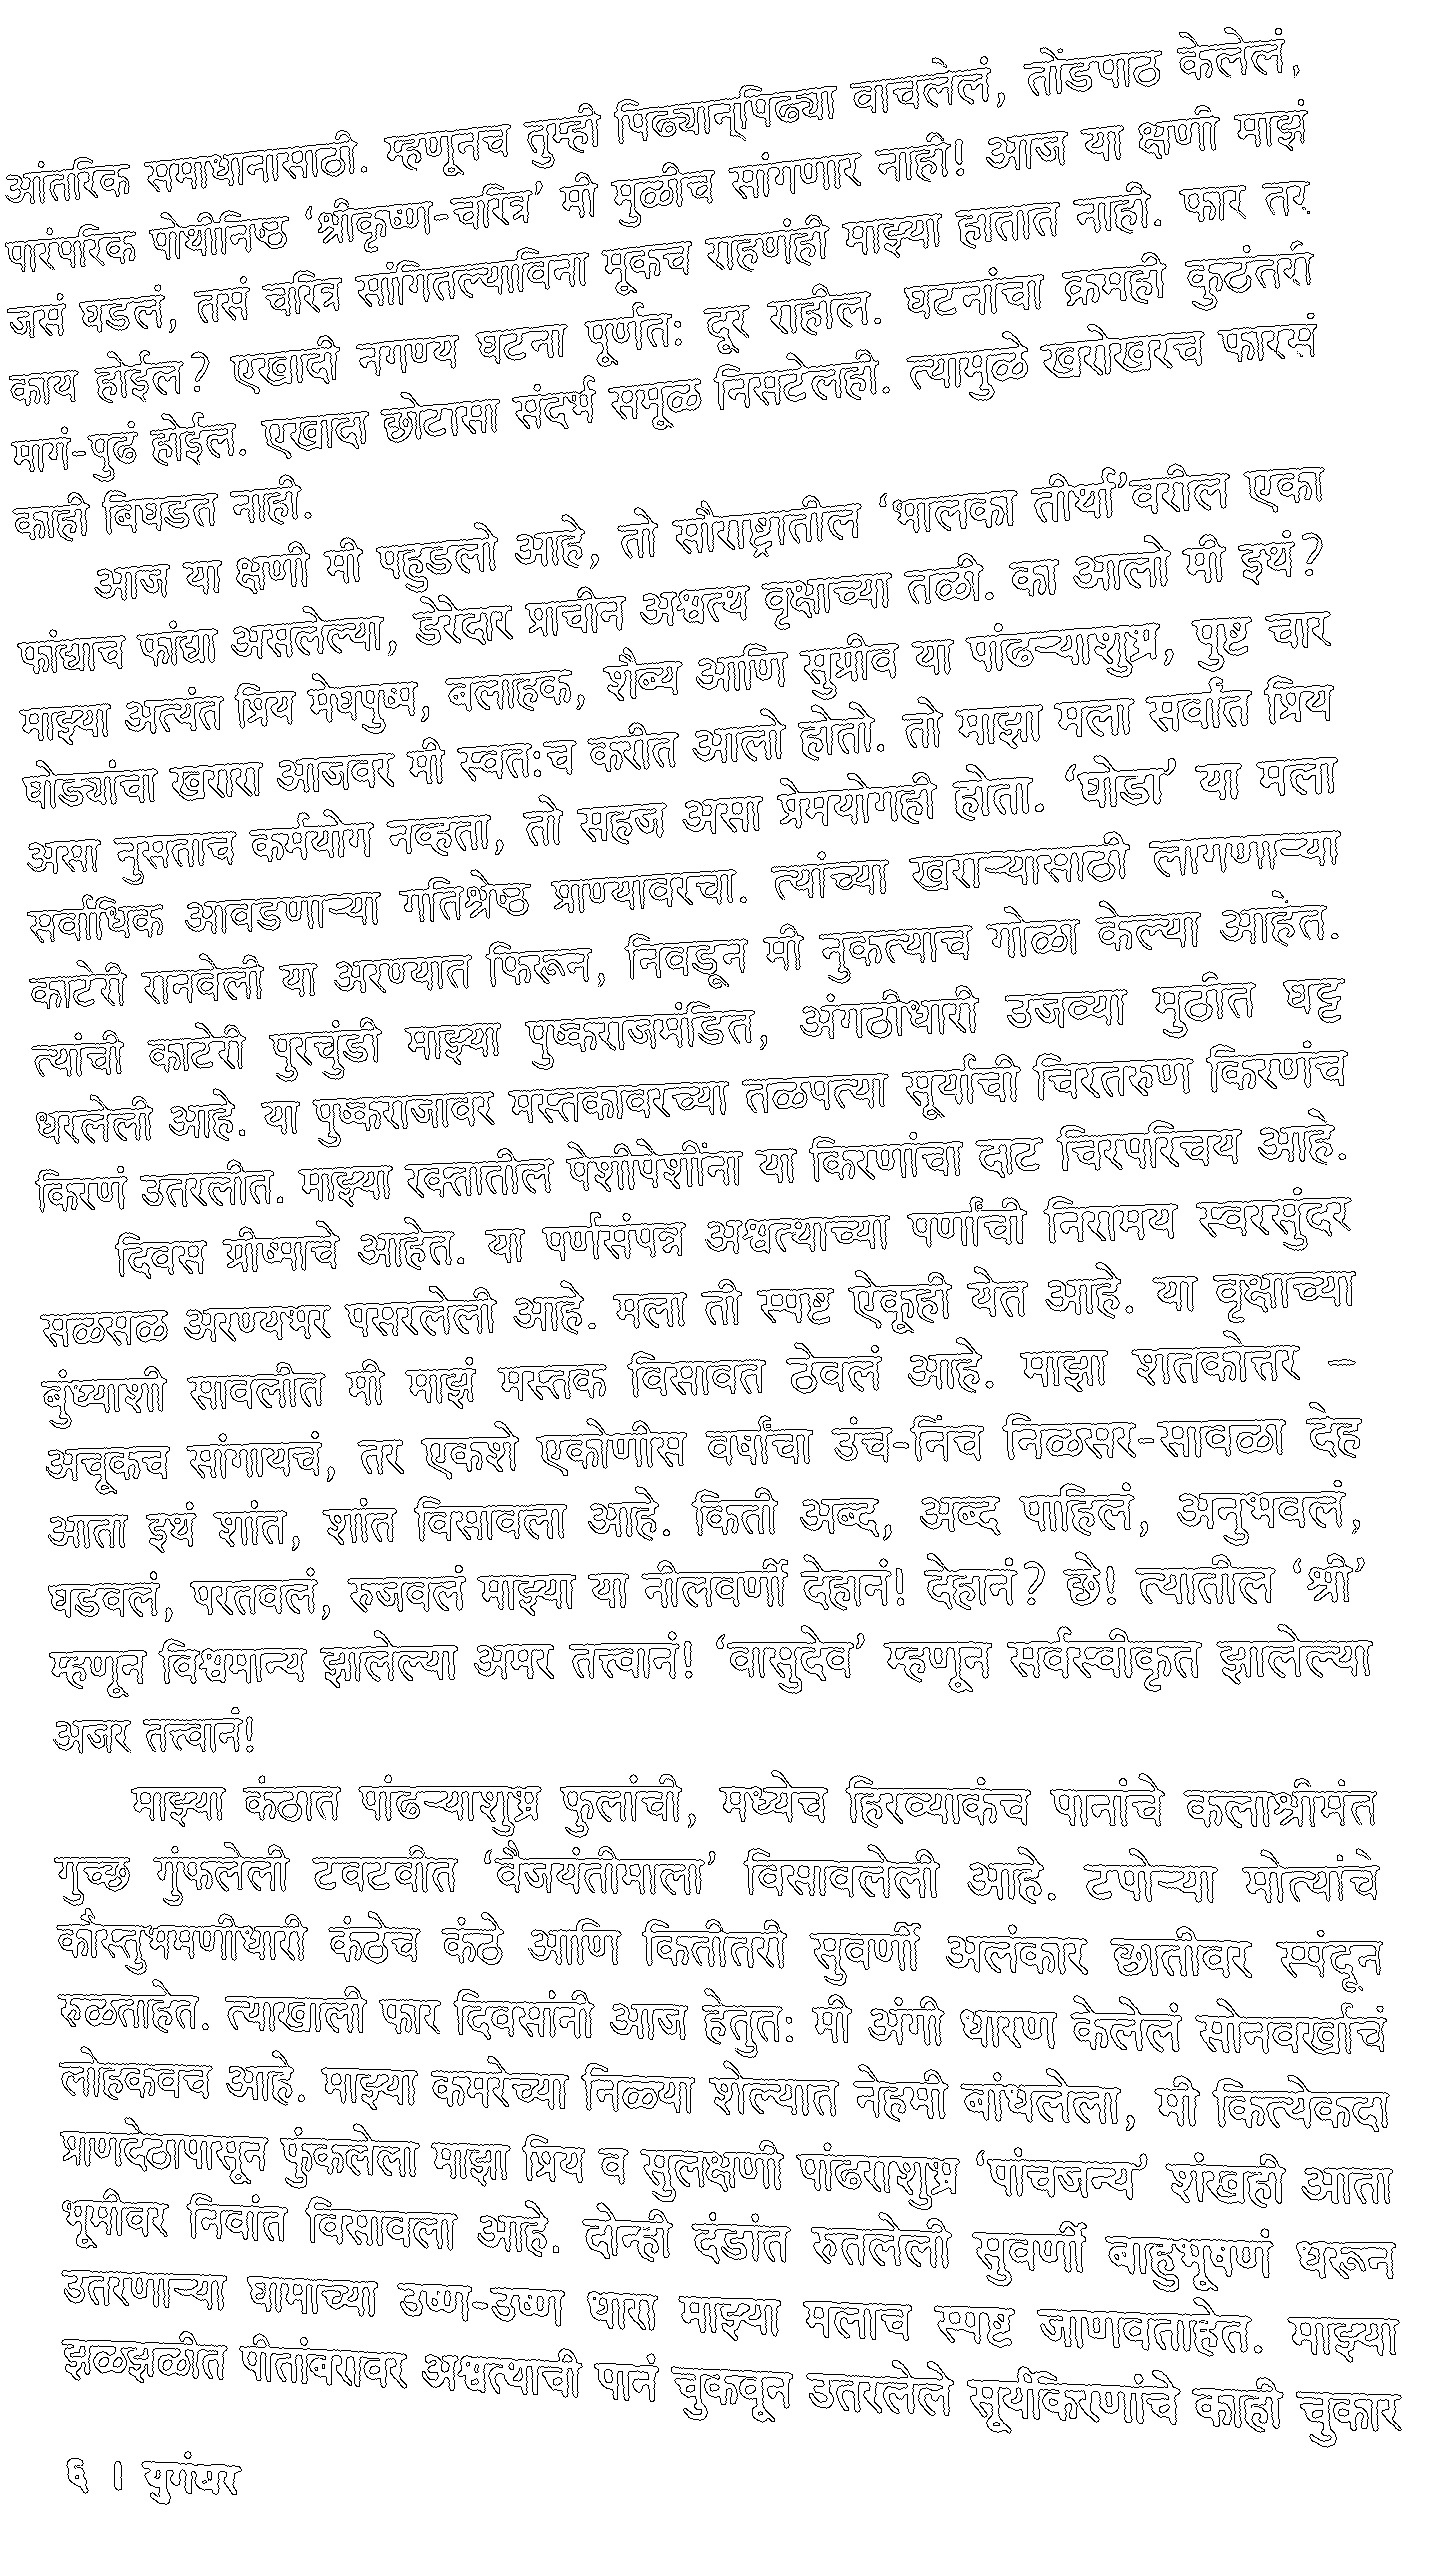 आंतरिक समाधानासाठी. म्हणूनच तुम्ही पिढ्यान्‌पिढ्या वाचलेलं, तोंडपाठ केलेलं,
पारंपरिक पोथीनिष्ठ ‘श्रीकृष्ण-चरित्र’ मी मुळीच सांगणार नाही! आज या क्षणी माझं
जसं घडलं, तसं चरित्र सांगितल्याविना मूकच राहणंही माझ्या हातात नाही. फार तर
काय होईल? एखादी नगण्य घटना पूर्णत: दूर राहील. घटनांचा क्रमही कुठंतरी
मागं-पुढं होईल. एखादा छोटासा संदर्भ समूळ निसटेलही. त्यामुळे खरोखरच फारसं
काही बिघडत नाही.
आज या क्षणी मी पहुडलो आहे, तो सौराष्ट्रातील ‘भालका तीर्था’वरील एका
फांद्याच फांद्या असलेल्या, डेरेदार प्राचीन अश्वत्थ वृक्षाच्या तळी. का आलो मी इथं?
माझ्या अत्यंत प्रिय मेघपुष्प, बलाहक, शैब्य आणि सुग्रीव या पांढऱ्याशुभ्र, पुष्ट चार
घोड्यांचा खरारा आजवर मी स्वत:च करीत आलो होतो. तो माझा मला सर्वांत प्रिय
असा नुसताच कर्मयोग नव्हता, तो सहज असा प्रेमयोगही होता. ‘घोडा’ या मला
सर्वाधिक आवडणाऱ्या गतिश्रेष्ठ प्राण्यावरचा. त्यांच्या खराऱ्यासाठी लागणाऱ्या
काटेरी रानवेली या अरण्यात फिरून, निवडून मी नुकत्याच गोळा केल्या आहेत.
त्यांची काटेरी पुरचुंडी माझ्या पुष्कराजमंडित, अंगठीधारी उजव्या मुठीत घट्ट
धरलेली आहे. या पुष्कराजावर मस्तकावरच्या तळपत्या सूर्याची चिरतरुण किरणंच
किरणं उतरलीत. माझ्या रक्तातील पेशीपेशींना या किरणांचा दाट चिरपरिचय आहे.
दिवस ग्रीष्माचे आहेत. या पर्णसंपन्न अश्वत्थाच्या पर्णांची निरामय स्वरसुंदर
सळसळ अरण्यभर पसरलेली आहे. मला ती स्पष्ट ऐकूही येत आहे. या वृक्षाच्या
बुंध्याशी सावलीत मी माझं मस्तक विसावत ठेवलं आहे. माझा शतकोत्तर –
अचूकच सांगायचं, तर एकशे एकोणीस वर्षांचा उंच-निंच निळसर-सावळा देह
आता इथं शांत, शांत विसावला आहे. किती अब्द, अब्द पाहिलं, अनुभवलं,
घडवलं, परतवलं, रुजवलं माझ्या या नीलवर्णी देहानं! देहानं? छे! त्यातील ‘श्री’
म्हणून विश्वमान्य झालेल्या अमर तत्त्वानं! ‘वासुदेव’ म्हणून सर्वस्वीकृत झालेल्या
अजर तत्त्वानं!
माझ्या कंठात पांढऱ्याशुभ्र फुलांची, मध्येच हिरव्याकंच पानांचे कलाश्रीमंत
गुच्छ गुंफलेली टवटवीत ‘वैजयंतीमाला’ विसावलेली आहे. टपोऱ्या मोत्यांचे
कौस्तुभमणीधारी कंठेच कंठे आणि कितीतरी सुवर्णी अलंकार छातीवर स्पंदून
रुळताहेत. त्याखाली फार दिवसांनी आज हेतुत: मी अंगी धारण केलेलं सोनवर्खाचं
लोहकवच आहे. माझ्या कमरेच्या निळ्या शेल्यात नेहमी बांधलेला, मी कित्येकदा
प्राणदेठापासून फुंकलेला माझा प्रिय व सुलक्षणी पांढराशुभ्र ‘पांचजन्य’ शंखही आता
भूमीवर निवांत विसावला आहे. दोन्ही दंडांत रुतलेली सुवर्णी बाहुभूषणं धरून
उतरणाऱ्या घामाच्या उष्ण-उष्ण धारा माझ्या मलाच स्पष्ट जाणवताहेत. माझ्या
झळझळीत पीतांबरावर अश्वत्थाची पानं चुकवून उतरलेले सूर्यकिरणांचे काही चुकार
६ । युगंधर